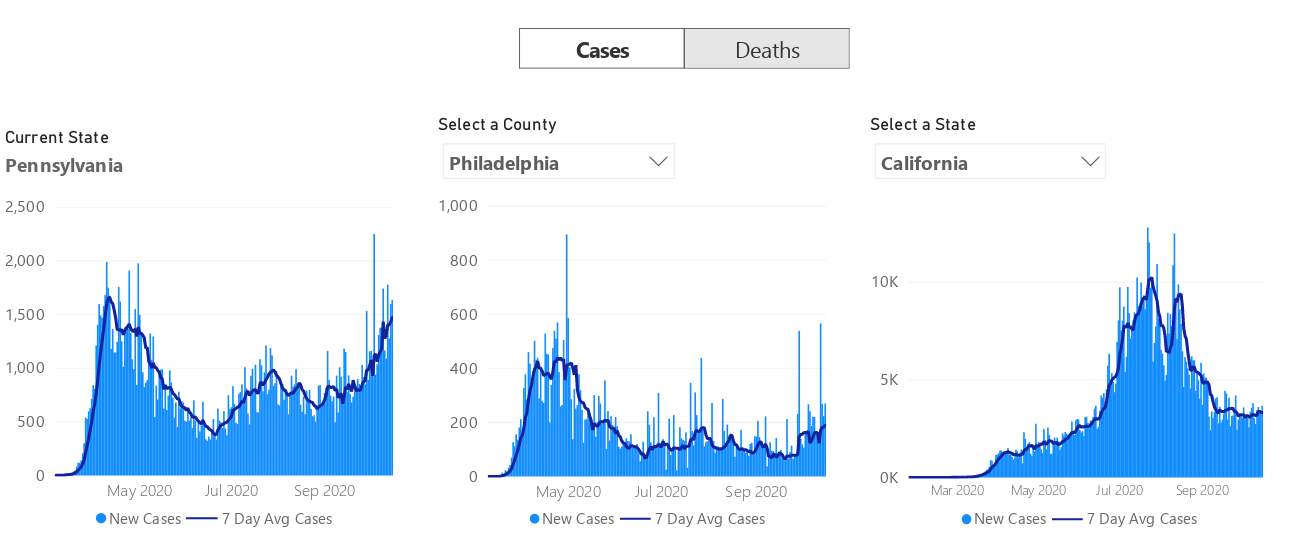 Cases Deaths
Current State
Pennsylvania
2,500
2,000
1,500
1,000
500
0
May 2020 Jul 2020 Sep 2020
New Cases 7 Day Avg Cases
Select a County
Philadelphia
1,000
800
600
400
200
0
May 2020 Jul 2020 Sep 2020
New Cases 7 Day Avg Cases
Select a State
California
10K
5K
0K
Mar 2020 May 2020 Jul 2020 Sep 2020
New Cases 7 Day Avg Cases